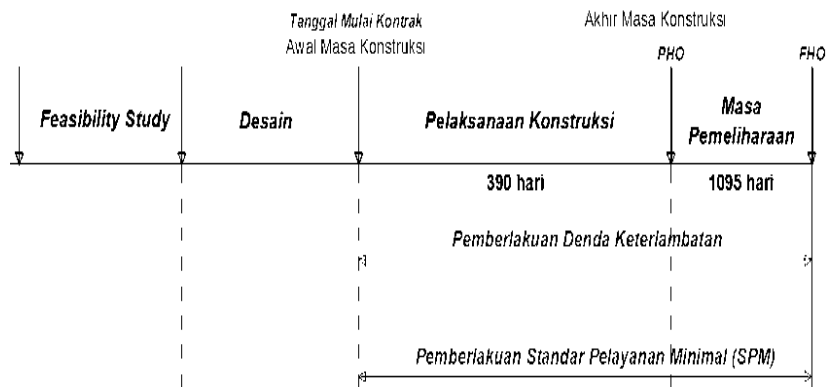 Tanggal Mulai Kontrak
Awal Masa Konstruksi
Akhir Masa Konstruksi
PHO
FHO
Feasibility Study
Desain
Pelaksanaan Konstruksi
Masa
Pemeliharaan
390 hari
1095 hari
Pemberlakuan Denda Keterlambatan
Pemberlakuan Standar Pelayanan Minimal (SPM)